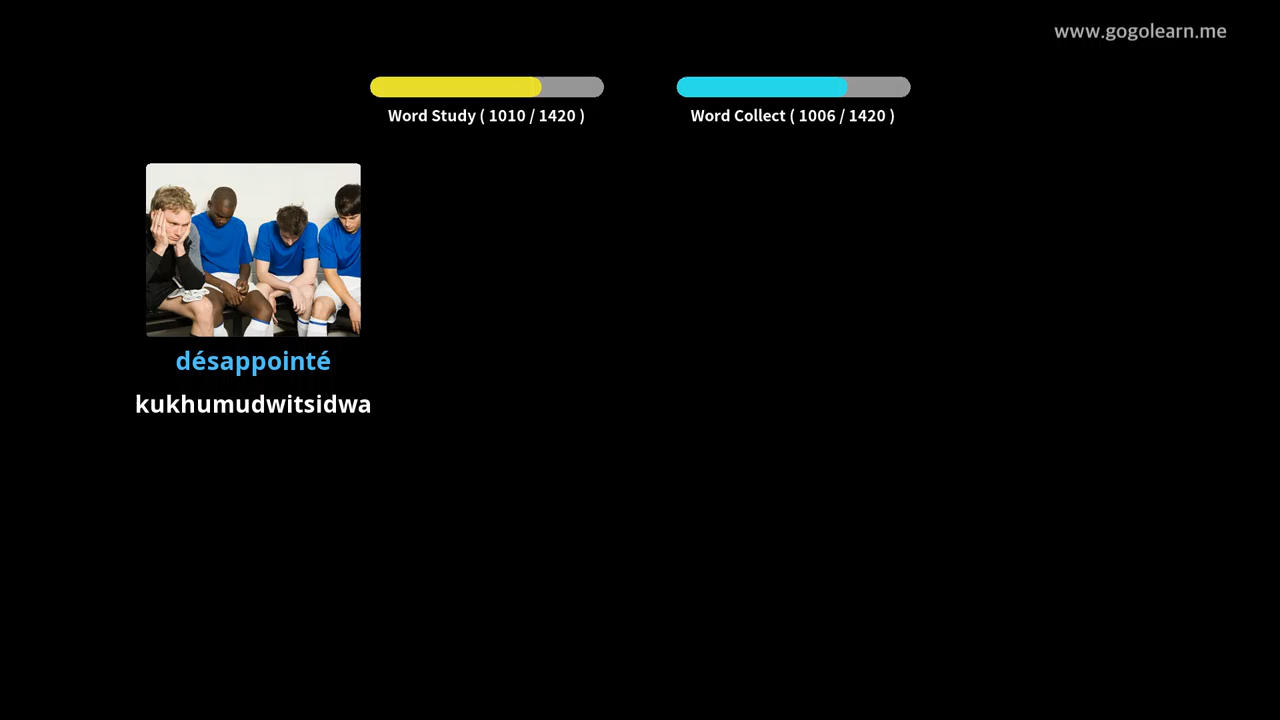 www.gogolearn.me
Word Study ( 1010 / 1420 )
Word Collect ( 1006 / 1420 )
désappointé
kukhumudwitsidwa